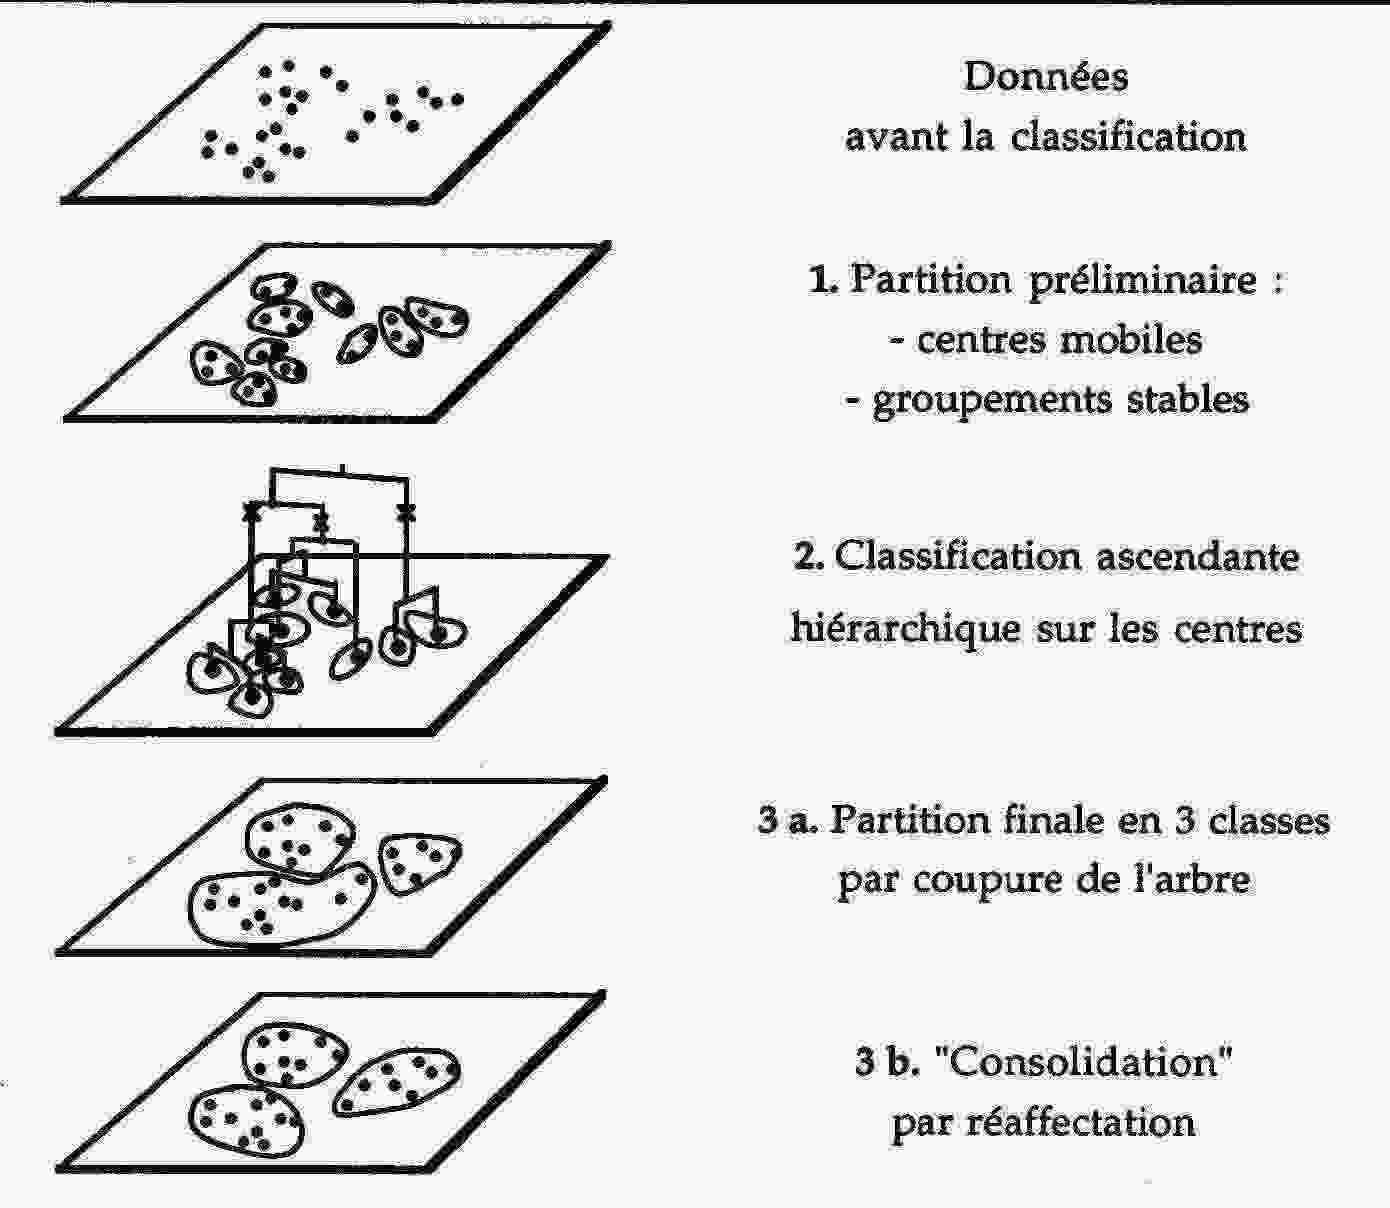 Données
avant la classification
1. Partition préliminaire :
- centres mobiles
- groupements stables
2. Classification ascendante
hiérarchique sur les centres
3 a. Partition finale en 3 classes
par coupure de l'arbre
3 b. "Consolidation"
par réaffectation